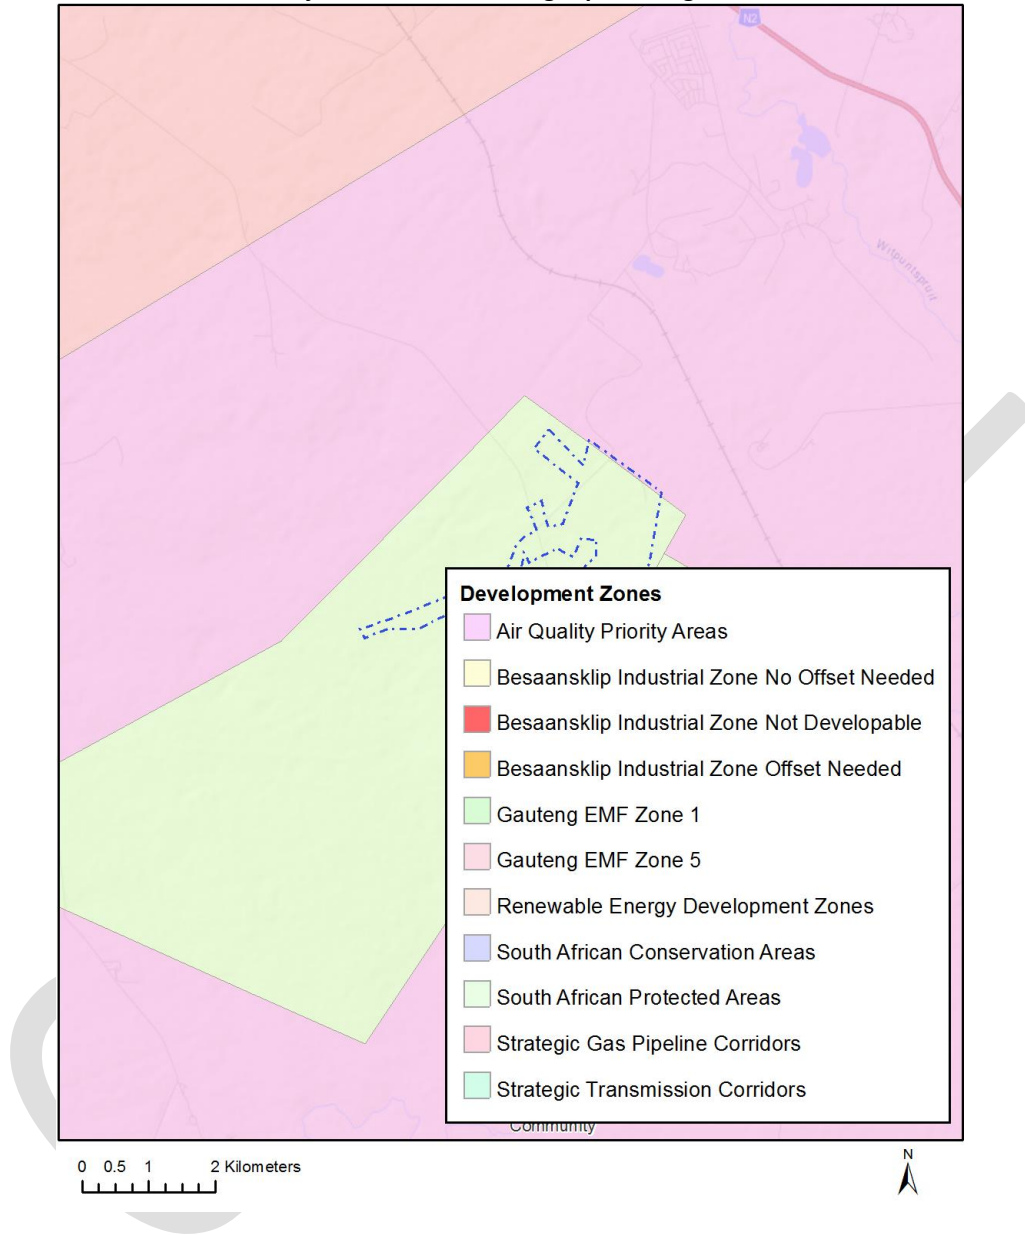 N2
Witpuntspruit
Development Zones
Air Quality Priority Areas
Besaansklip Industrial Zone No Offset Needed
Besaansklip Industrial Zone Not Developable
Besaansklip Industrial Zone Offset Needed
Gauteng EMF Zone 1
Gauteng EMF Zone 5
Renewable Energy Development Zones
South African Conservation Areas
South African Protected Areas
Strategic Gas Pipeline Corridors
Strategic Transmission Corridors
Community
0 0.5 1 2 Kilometers
N